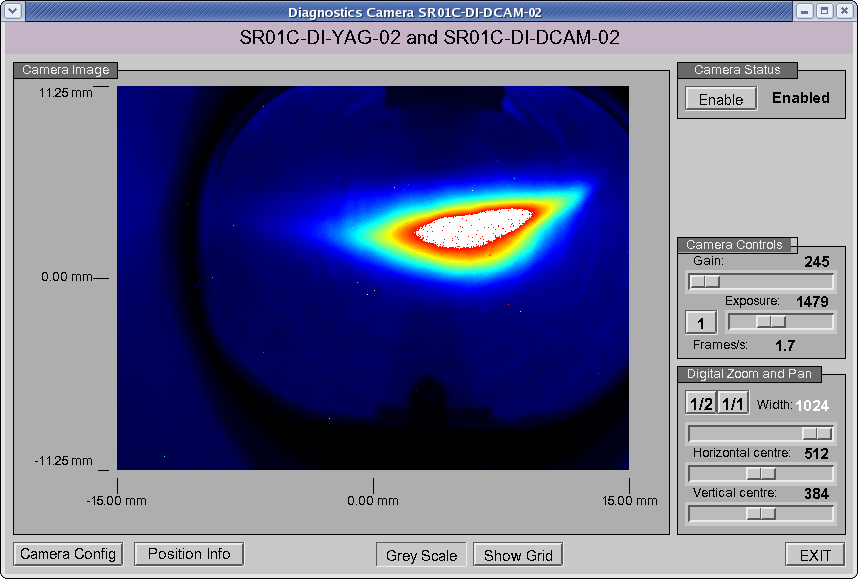 Diagnostics Camera SR01C-DI-DCAM-02
SR01C-DI-YAG-02 and SR01C-DI-DCAM-02
Camera Image
11.25 mm
0.00 mm
-11.25 mm
-15.00 mm
0.00 mm
15.00 mm
Camera Status
Enable
Enabled
Camera Controls
Gain: 245
Exposure: 1479
1
Frames/s: 1.7
Digital Zoom and Pan
1/2 1/1 Width: 1024
Horizontal centre: 512
Vertical centre: 384
Camera Config
Position Info
Grey Scale
Show Grid
EXIT